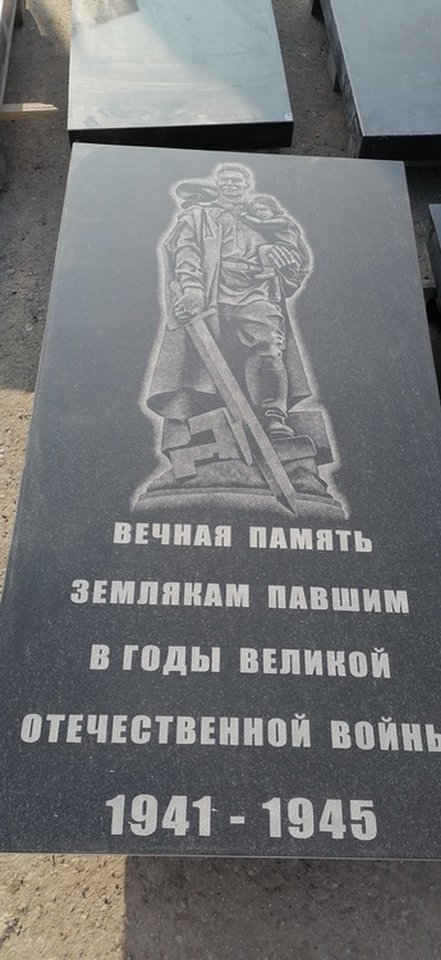 ВЕЧНАЯ ПАМЯТЬ
ЗЕМЛЯКАМ ПАВШИМ
В ГОДЫ ВЕЛИКОЙ
ОТЕЧЕСТВЕННОЙ ВОЙНЫ
1941 - 1945